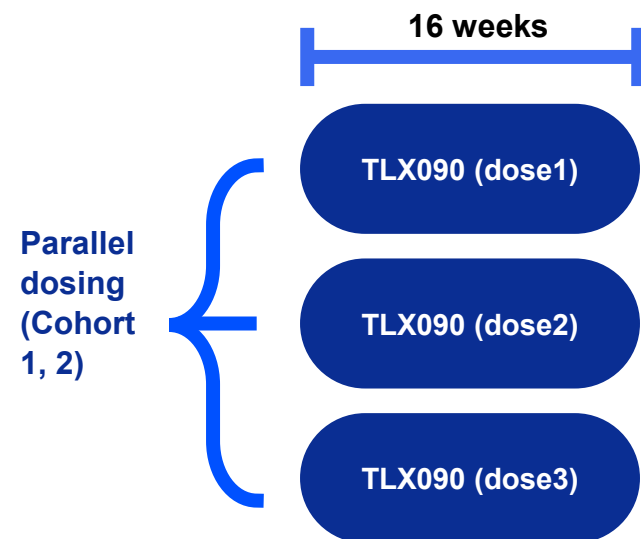 16 weeks
TLX090 (dose1)
Parallel
dosing
(Cohort
1, 2)
TLX090 (dose2)
TLX090 (dose3)